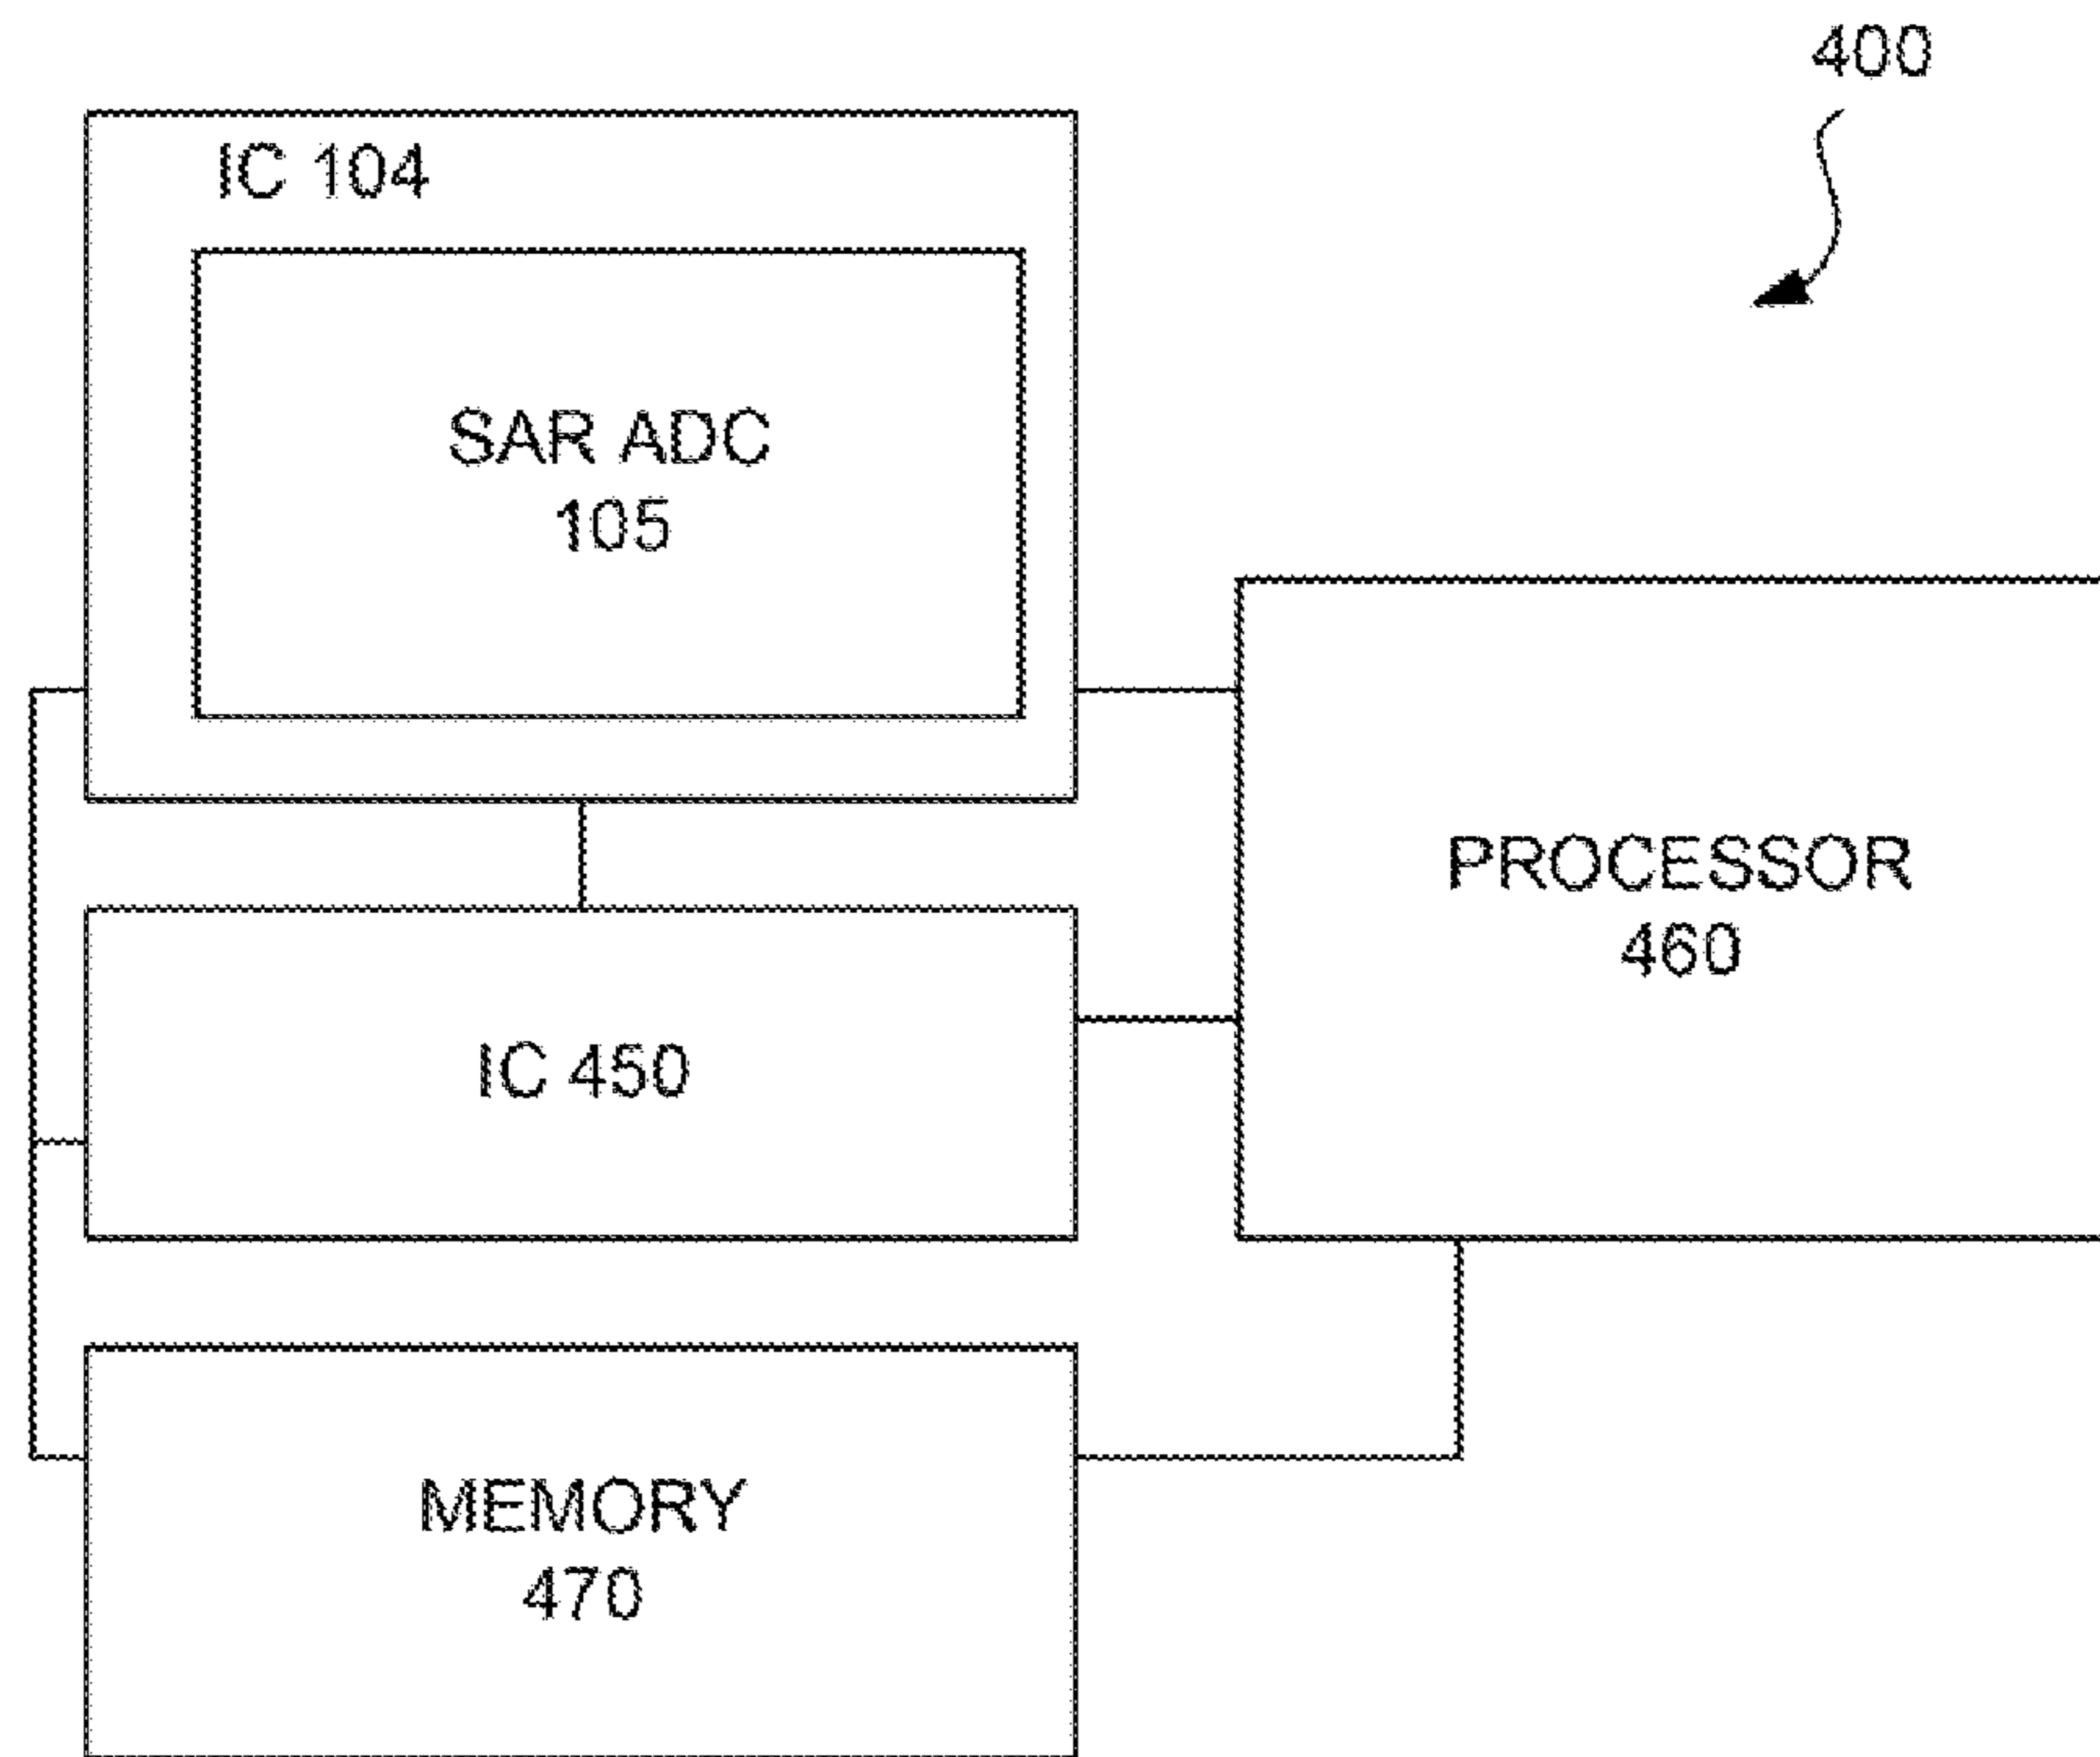 400
IC 104
SAR ADC
105
PROCESSOR
460
IC 450
MEMORY
470